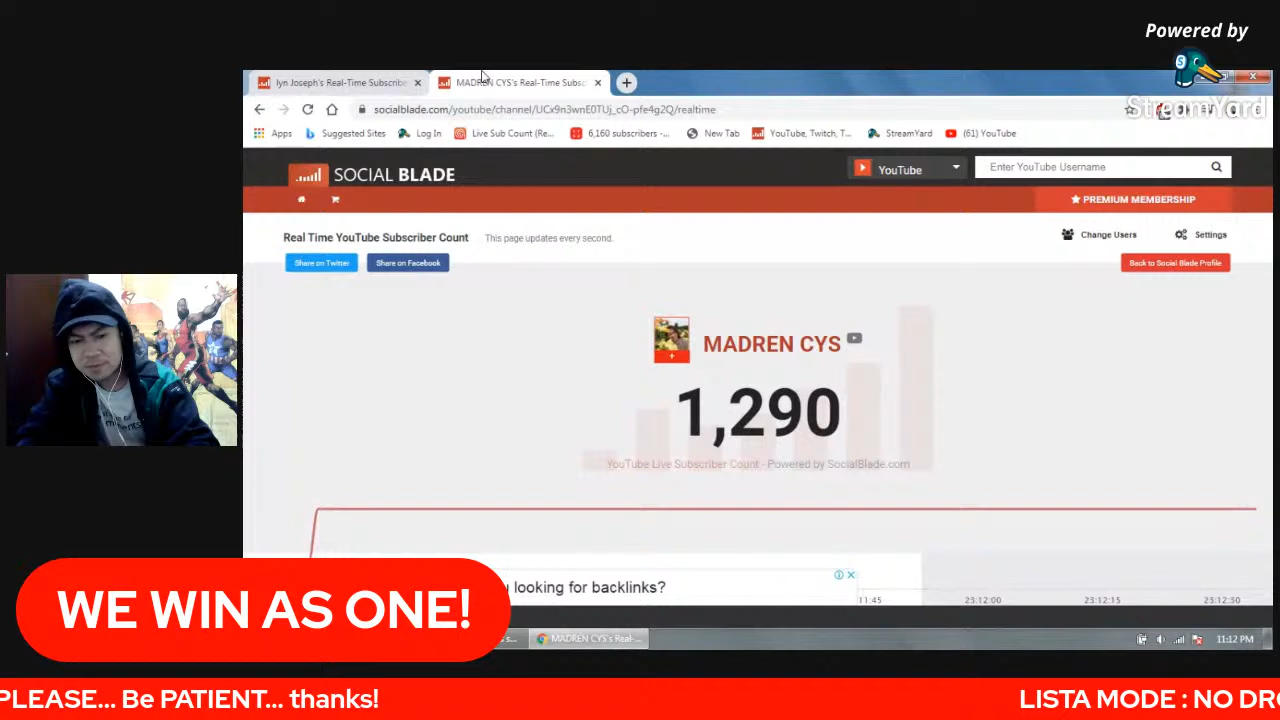 Powered by
StreamYard
lyn Joseph's Real-Time Subscribe
MADREN CYS's Real-Time Subsc
socialblade.com/youtube/channel/UCx9n3wnE0TUj_cO-pfe4g2Q/realtime
Apps Suggested Sites Log In Live Sub Count (Re... 6,160 subscribers -... New Tab YouTube, Twitch, T... StreamYard (61) YouTube
SOCIAL BLADE
YouTube
Enter YouTube Username
PREMIUM MEMBERSHIP
Real Time YouTube Subscriber Count This page updates every second.
Change Users Settings
Share on Twitter Share on Facebook
Back to Social Blade Profile
MADREN CYS
1,290
YouTube Live Subscriber Count - Powered by SocialBlade.com
looking for backlinks?
11:45 23:12:00 23:12:15 23:12:30
WE WIN AS ONE!
MADREN CYS's Real-...
11:12 PM
PLEASE... Be PATIENT... thanks!
LISTA MODE : NO DRO